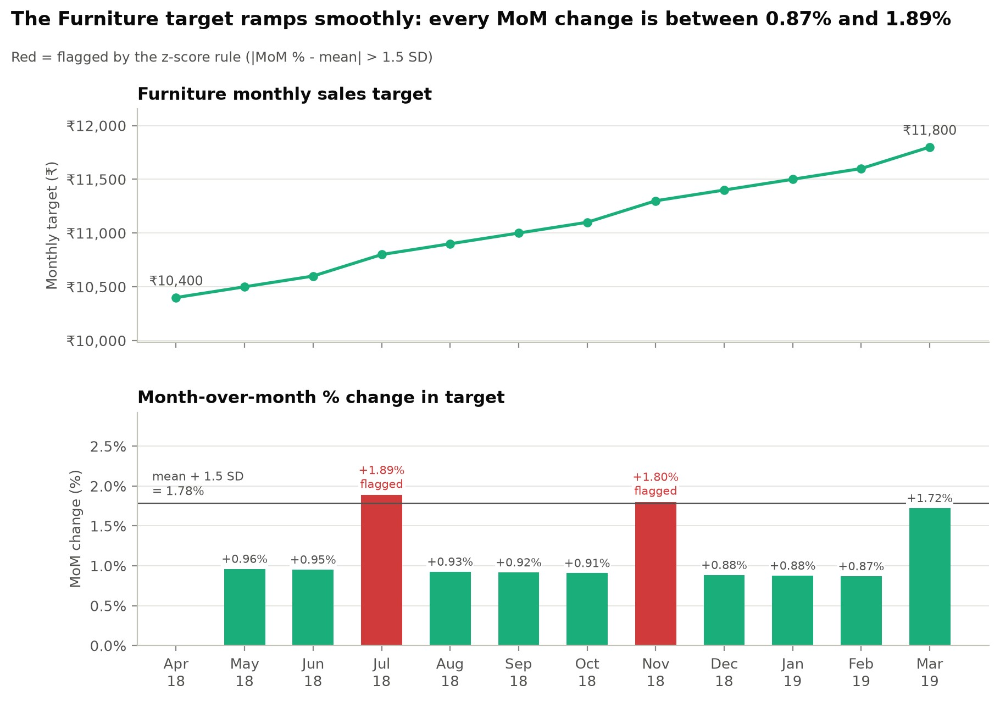 The Furniture target ramps smoothly: every MoM change is between 0.87% and 1.89%
Red = flagged by the z-score rule (|MoM % - mean| > 1.5 SD)
Furniture monthly sales target
Monthly target (₹)
₹12,000
₹11,500
₹11,000
₹10,500
₹10,000
₹10,400
₹11,800
Month-over-month % change in target
MoM change (%)
2.5%
2.0%
1.5%
1.0%
0.5%
0.0%
mean + 1.5 SD
= 1.78%
+0.96%
+0.95%
+1.89%
flagged
+0.93%
+0.92%
+0.91%
+1.80%
flagged
+0.88%
+0.88%
+0.87%
+1.72%
Apr
18
May
18
Jun
18
Jul
18
Aug
18
Sep
18
Oct
18
Nov
18
Dec
18
Jan
19
Feb
19
Mar
19